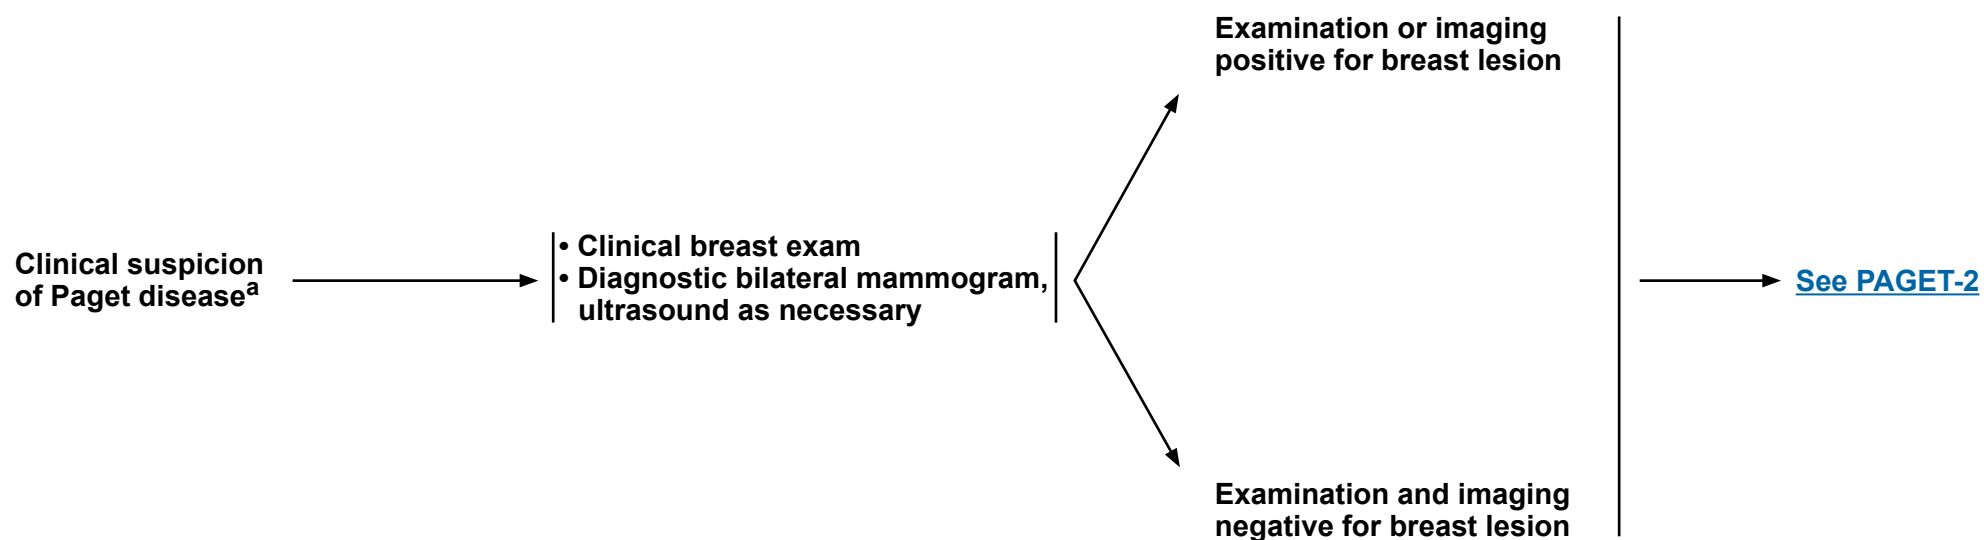 Clinical suspicion
of Paget diseaseᵃ
• Clinical breast exam
• Diagnostic bilateral mammogram,
ultrasound as necessary
Examination or imaging
positive for breast lesion
Examination and imaging
negative for breast lesion
See PAGET-2